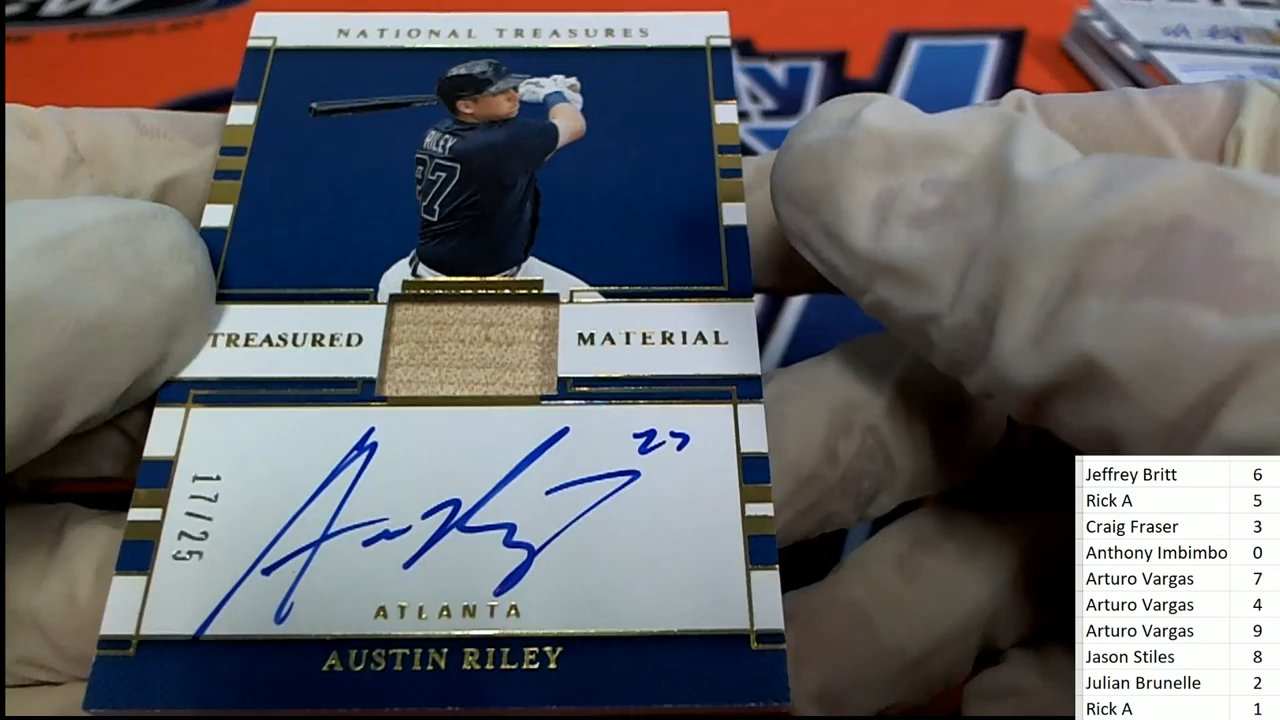 NATIONAL TREASURES
RILEY
27
TREASURED MATERIAL
27
17/25
ATLANTA
AUSTIN RILEY
Jeffrey Britt 6
Rick A 5
Craig Fraser 3
Anthony Imbimbo 0
Arturo Vargas 7
Arturo Vargas 4
Arturo Vargas 9
Jason Stiles 8
Julian Brunelle 2
Rick A 1